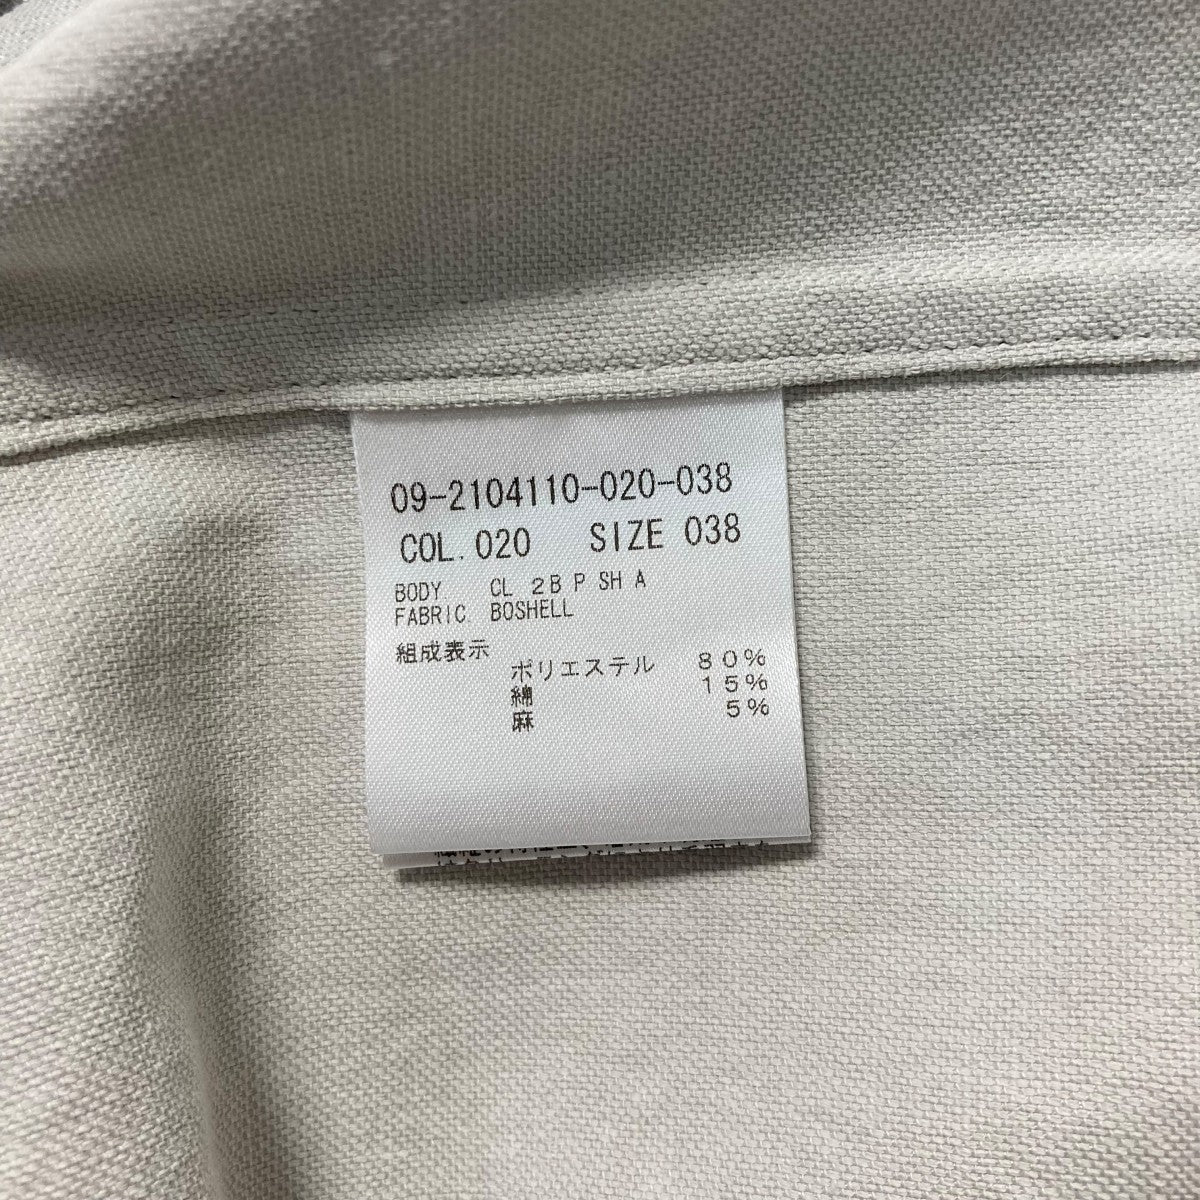 09-2104110-020-038
COL.020 SIZE 038
BODY CL 2B P SH A
FABRIC BOSHELL
組成表示
ポリエステル 80%
綿 15%
麻 5%